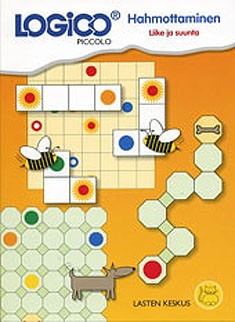 LOGiCO®
PICCOLO
Hahmottaminen
Liike ja suunta
LASTEN KESKUS